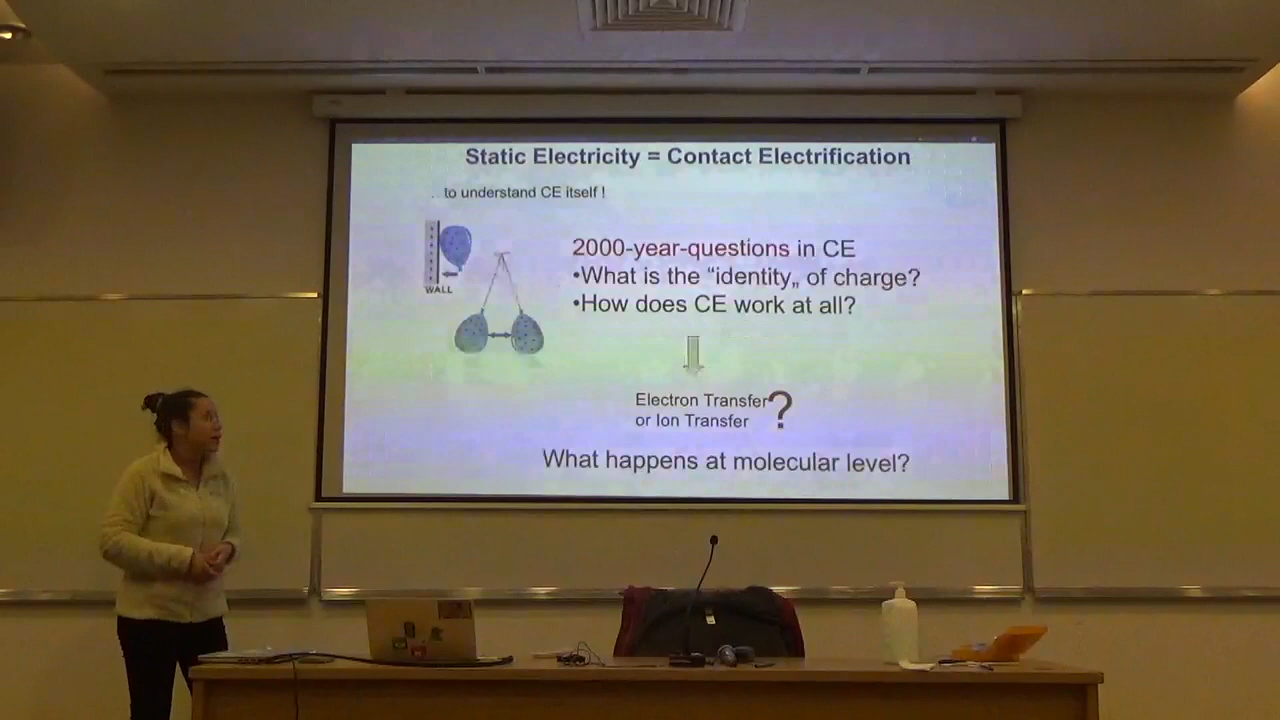 Static Electricity = Contact Electrification
.. to understand CE itself !
WALL
2000-year-questions in CE
•What is the “identity„ of charge?
•How does CE work at all?
Electron Transfer
or Ion Transfer
?
What happens at molecular level?